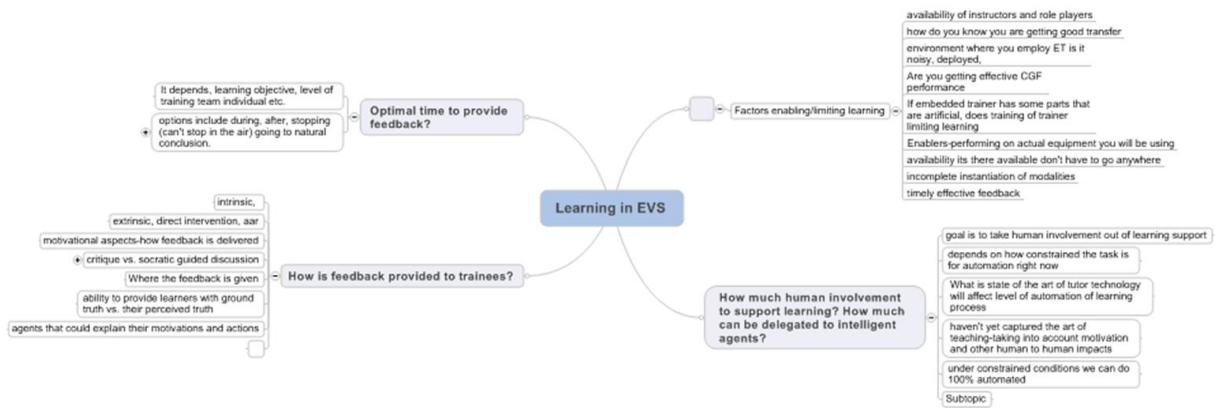 Learning in EVS
Optimal time to provide
feedback?
It depends, learning objective, level of
training team individual etc.
options include during, after, stopping
(can't stop in the air) going to natural
conclusion.
How is feedback provided to trainees?
intrinsic,
extrinsic, direct intervention, aar
motivational aspects-how feedback is delivered
critique vs. socratic guided discussion
Where the feedback is given
ability to provide learners with ground
truth vs. their perceived truth
agents that could explain their motivations and actions
Factors enabling/limiting learning
availability of instructors and role players
how do you know you are getting good transfer
environment where you employ ET is it
noisy, deployed,
Are you getting effective CGF
performance
If embedded trainer has some parts that
are artificial, does training of trainer
limiting learning
Enablers-performing on actual equipment you will be using
availability its there available don't have to go anywhere
incomplete instantiation of modalities
timely effective feedback
How much human involvement
to support learning? How much
can be delegated to intelligent
agents?
goal is to take human involvement out of learning support
depends on how constrained the task is
for automation right now
What is state of the art of tutor technology
will affect level of automation of learning
process
haven't yet captured the art of
teaching-taking into account motivation
and other human to human impacts
under constrained conditions we can do
100% automated
Subtopic